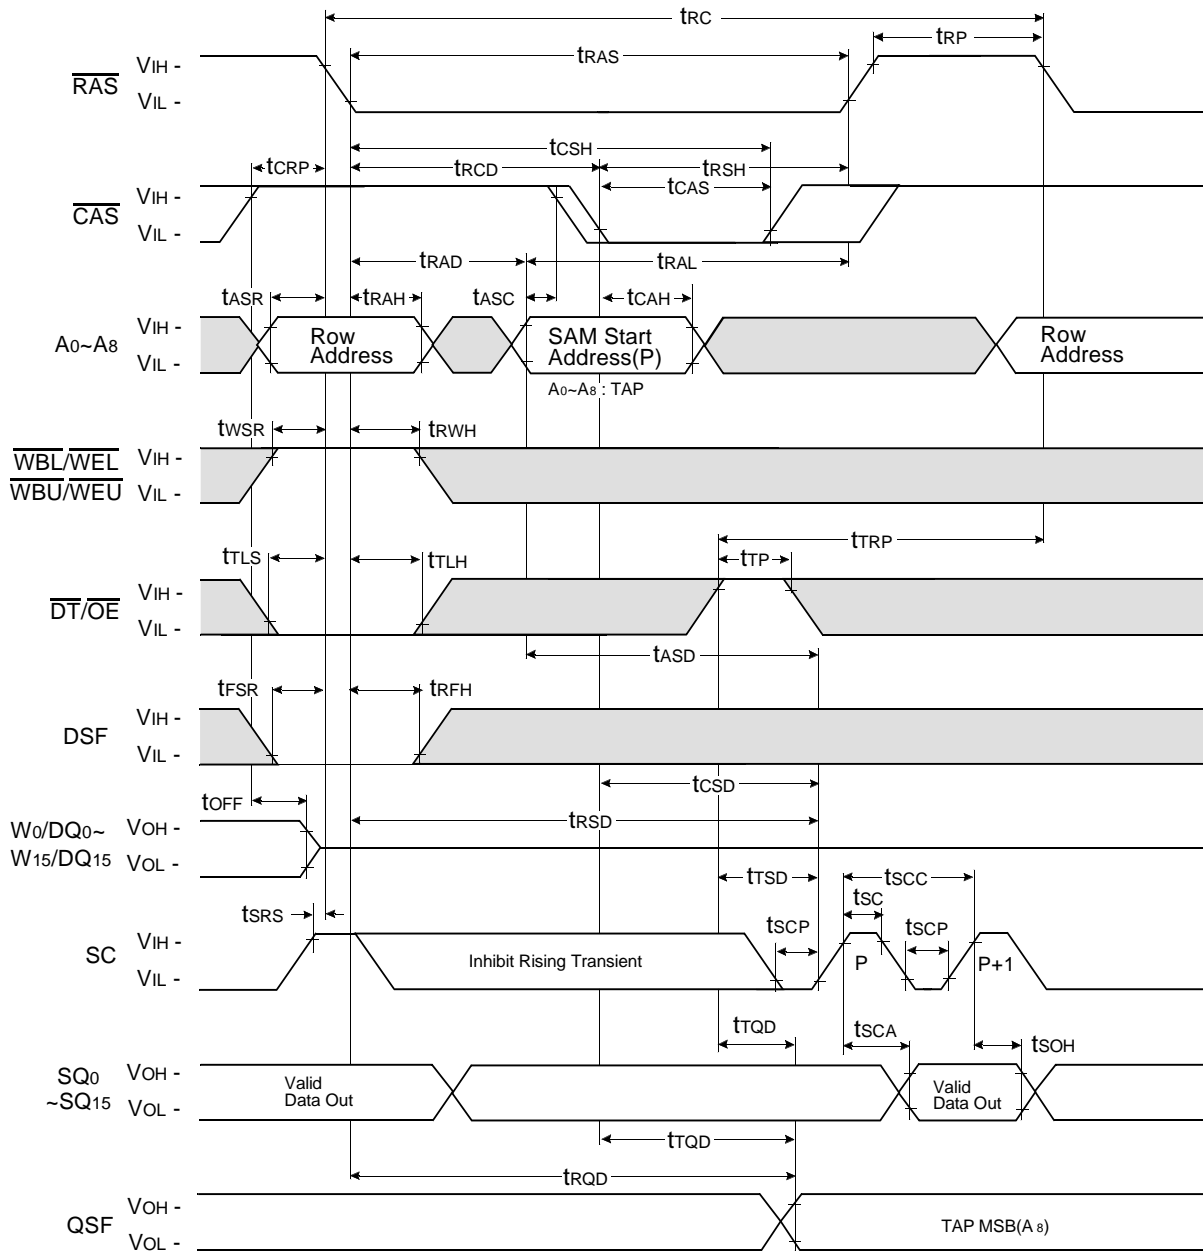 tRC
tRP
tRAS
RAS
VIH -
VIL -
tCSH
tCRP
tRCD
tRSH
tCAS
CAS
VIH -
VIL -
tRAD
tRAL
tASR
tRAH
tASC
tCAH
A0~A8
VIH -
VIL -
Row
Address
SAM Start
Address(P)
Row
Address
A0~A8 : TAP
tWSR
tRWH
WBL/WEL
WBU/WEU
VIH -
VIL -
tTRP
tTLS
tTLH
tTP
DT/OE
VIH -
VIL -
tASD
tFSR
tRFH
DSF
VIH -
VIL -
tCSD
tOFF
tRSD
W0/DQ0~
W15/DQ15
VOH -
VOL -
tTSD
tSCC
tSC
tSRS
tSCP
tSCP
SC
VIH -
VIL -
Inhibit Rising Transient
P
P+1
tTQD
tSCA
tSOH
SQ0
~SQ15
VOH -
VOL -
Valid
Data Out
Valid
Data Out
tTQD
tRQD
QSF
VOH -
VOL -
TAP MSB(A8)